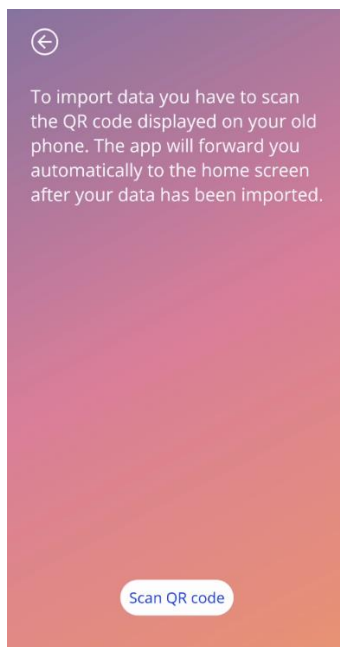 To import data you have to scan
the QR code displayed on your old
phone. The app will forward you
automatically to the home screen
after your data has been imported.
Scan QR code